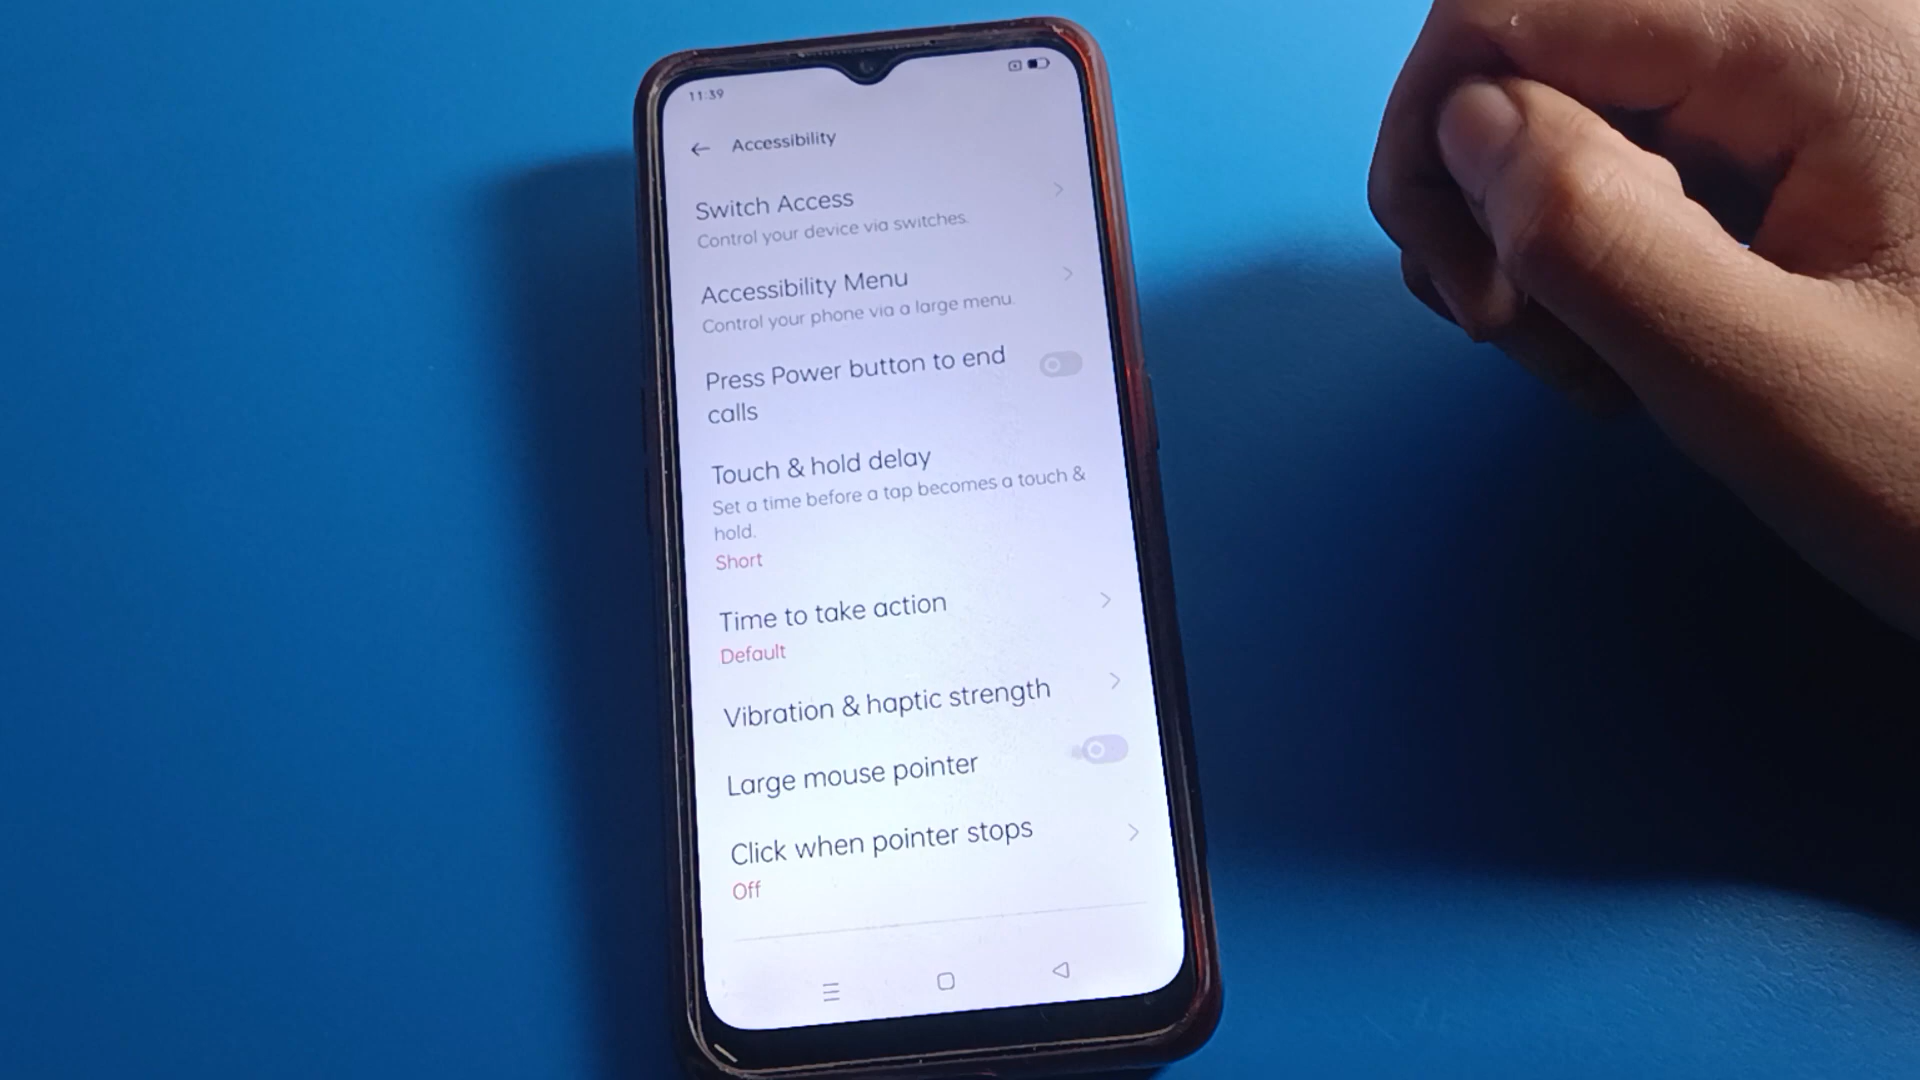 11:39
Accessibility
Switch Access
Control your device via switches.
Accessibility Menu
Control your phone via a large menu.
Press Power button to end
calls
Touch & hold delay
Set a time before a tap becomes a touch &
hold.
Short
Time to take action
Default
Vibration & haptic strength
Large mouse pointer
Click when pointer stops
Off